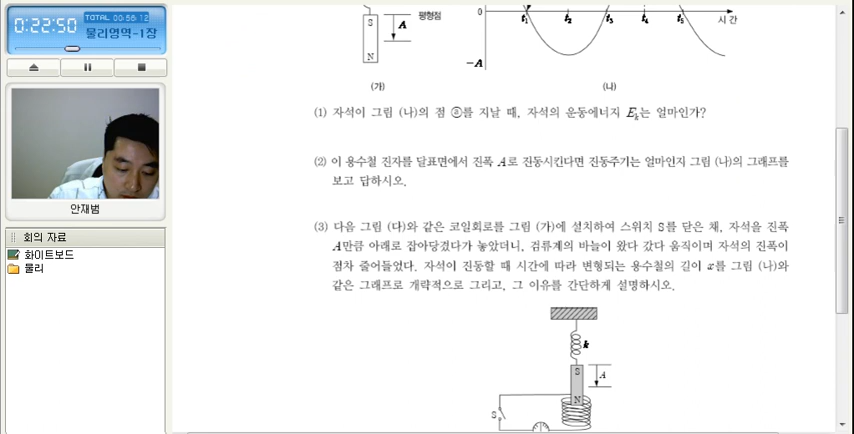 0:22:50
TOTAL 00:56:12
물리영역-1장
안재범
회의 자료
화이트보드
물리
S
N
평형점
A
(가)
0
-A
t₁
t₂
t₃
t₄
t₅
시간
(나)
(1) 자석이 그림 (나)의 점 ⓐ를 지날 때, 자석의 운동에너지 Eₖ는 얼마인가?
(2) 이 용수철 진자를 달표면에서 진폭 A로 진동시킨다면 진동주기는 얼마인지 그림 (나)의 그래프를
보고 답하시오.
(3) 다음 그림 (다)와 같은 코일회로를 그림 (가)에 설치하여 스위치 S를 닫은 채, 자석을 진폭
A만큼 아래로 잡아당겼다가 놓았더니, 검류계의 바늘이 왔다 갔다 움직이며 자석의 진폭이
점차 줄어들었다. 자석이 진동할 때 시간에 따라 변형되는 용수철의 길이 x를 그림 (나)와
같은 그래프로 개략적으로 그리고, 그 이유를 간단하게 설명하시오.
k
S
A
N
S